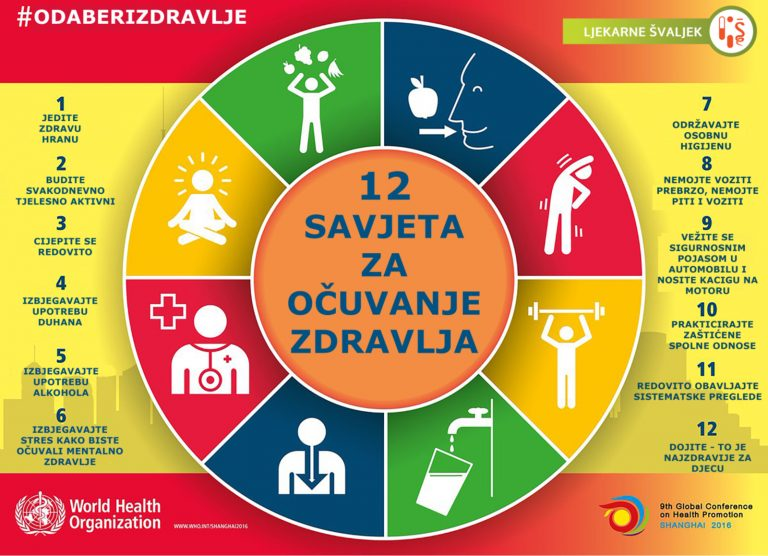 #ODABERIZDRAVLJE
LJEKARNE ŠVALJEK
1
JEDITE
ZDRAVU
HRANU
2
BUDITE
SVAKODNEVNO
TJELESNO AKTIVNI
3
CIJEPITE SE
REDOVITO
4
IZBJEGAVAJTE
UPOTREBU
DUHANA
5
IZBJEGAVAJTE
UPOTREBU
ALKOHOLA
6
IZBJEGAVAJTE
STRES KAKO BISTE
OČUVALI MENTALNO
ZDRAVLJE
12
SAVJETA
ZA
OČUVANJE
ZDRAVLJA
7
ODRŽAVAJTE
OSOBNU
HIGIJENU
8
NEMOJTE VOZITI
PREBRZO, NEMOJTE
PITI I VOZITI
9
VEŽITE SE
SIGURNOSNIM
POJASOM U
AUTOMOBILU I
NOSITE KACIGU NA
MOTORU
10
PRAKTICIRAJTE
ZAŠTIĆENE
SPOLNE ODNOSE
11
REDOVITO OBAVLJAJTE
SISTEMATSKE PREGLEDE
12
DOJITE - TO JE
NAJZDRAVIJE ZA
DJECU
World Health
Organization
WWW.WHO.INT/SHANGHAI2016
9th Global Conference
on Health Promotion
SHANGHAI 2016